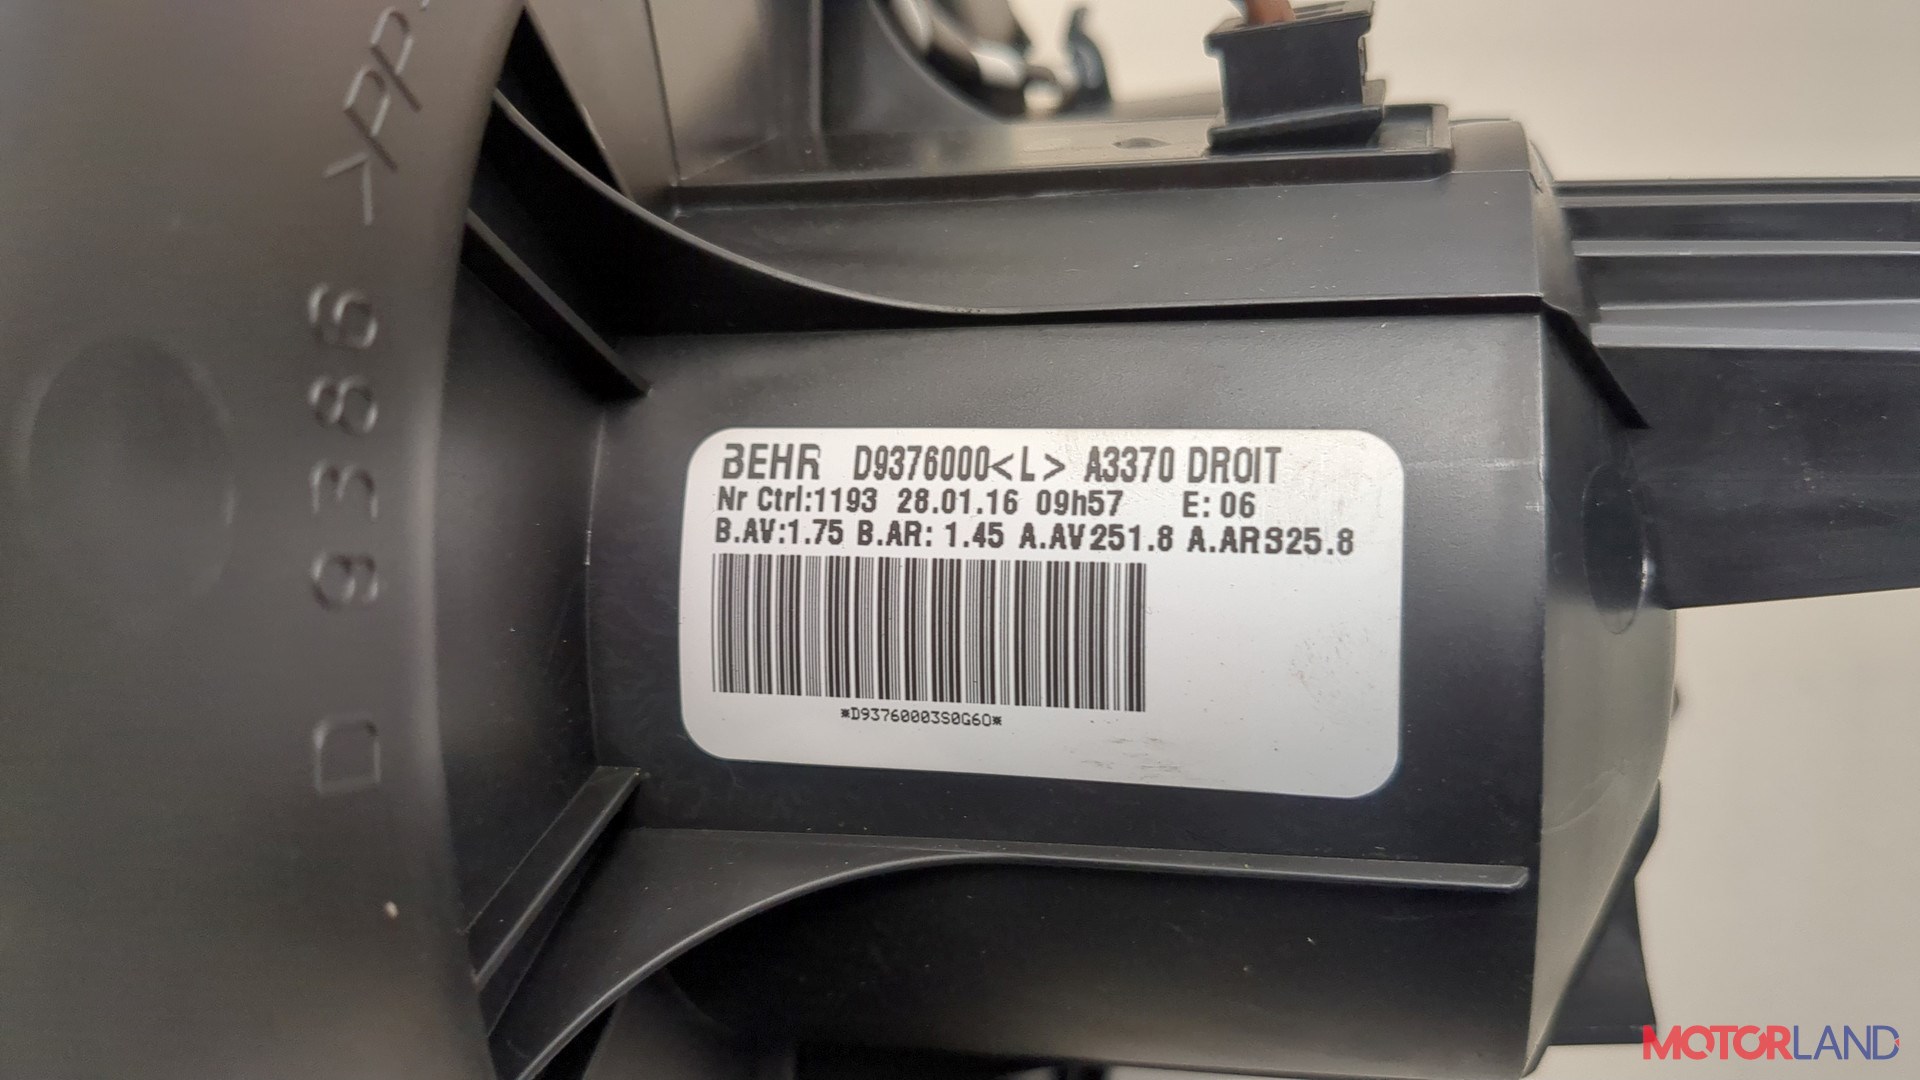 D 9386 >PP
BEHR D9376000<L> A3370 DROIT
Nr Ctrl:1193 28.01.16 09h57 E: 06
B.AV:1.75 B.AR: 1.45 A.AV251.8 A.AR325.8
*D93760003S0G60*
MOTORLAND